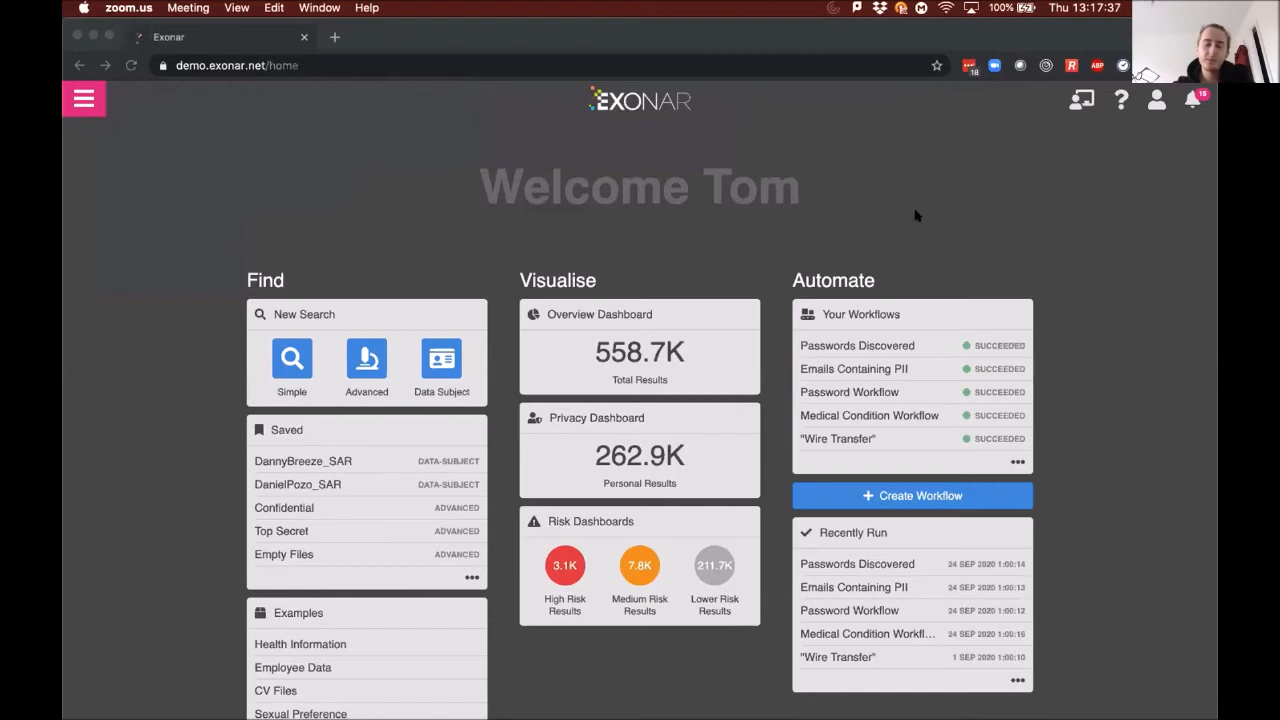 zoom.us Meeting View Find Edit Window Help 100% Thu 13:17:37
Exonar
demo.exonar.net/home
18
R
ABP
EXONAR
15
Welcome Tom
Find
New Search
Simple Advanced Data Subject
Saved
DannyBreeze_SAR DATA-SUBJECT
DanielPozo_SAR DATA-SUBJECT
Confidential ADVANCED
Top Secret ADVANCED
Empty Files ADVANCED
Examples
Health Information
Employee Data
CV Files
Sexual Preference
Visualise
Overview Dashboard
558.7K
Total Results
Privacy Dashboard
262.9K
Personal Results
Risk Dashboards
3.1K 7.8K 211.7K
High Risk Medium Risk Lower Risk
Results Results Results
Automate
Your Workflows
Passwords Discovered SUCCEEDED
Emails Containing PII SUCCEEDED
Password Workflow SUCCEEDED
Medical Condition Workflow SUCCEEDED
"Wire Transfer" SUCCEEDED
Create Workflow
Recently Run
Passwords Discovered 24 SEP 2020 1:00:14
Emails Containing PII 24 SEP 2020 1:00:13
Password Workflow 24 SEP 2020 1:00:12
Medical Condition Workfl... 24 SEP 2020 1:00:16
"Wire Transfer" 1 SEP 2020 1:00:10